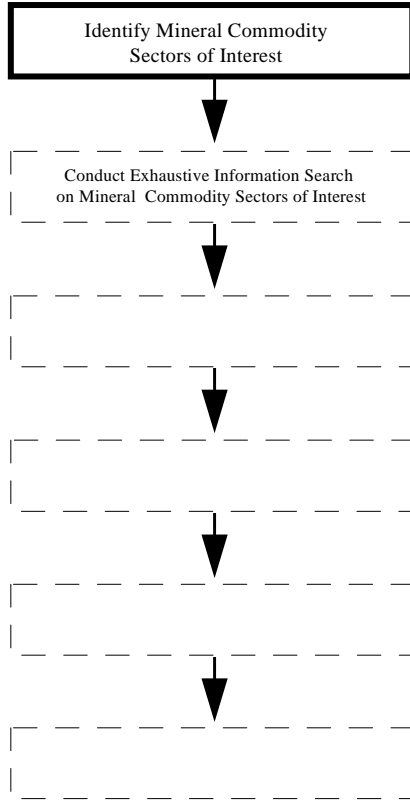 Identify Mineral Commodity
Sectors of Interest
Conduct Exhaustive Information Search
on Mineral Commodity Sectors of Interest